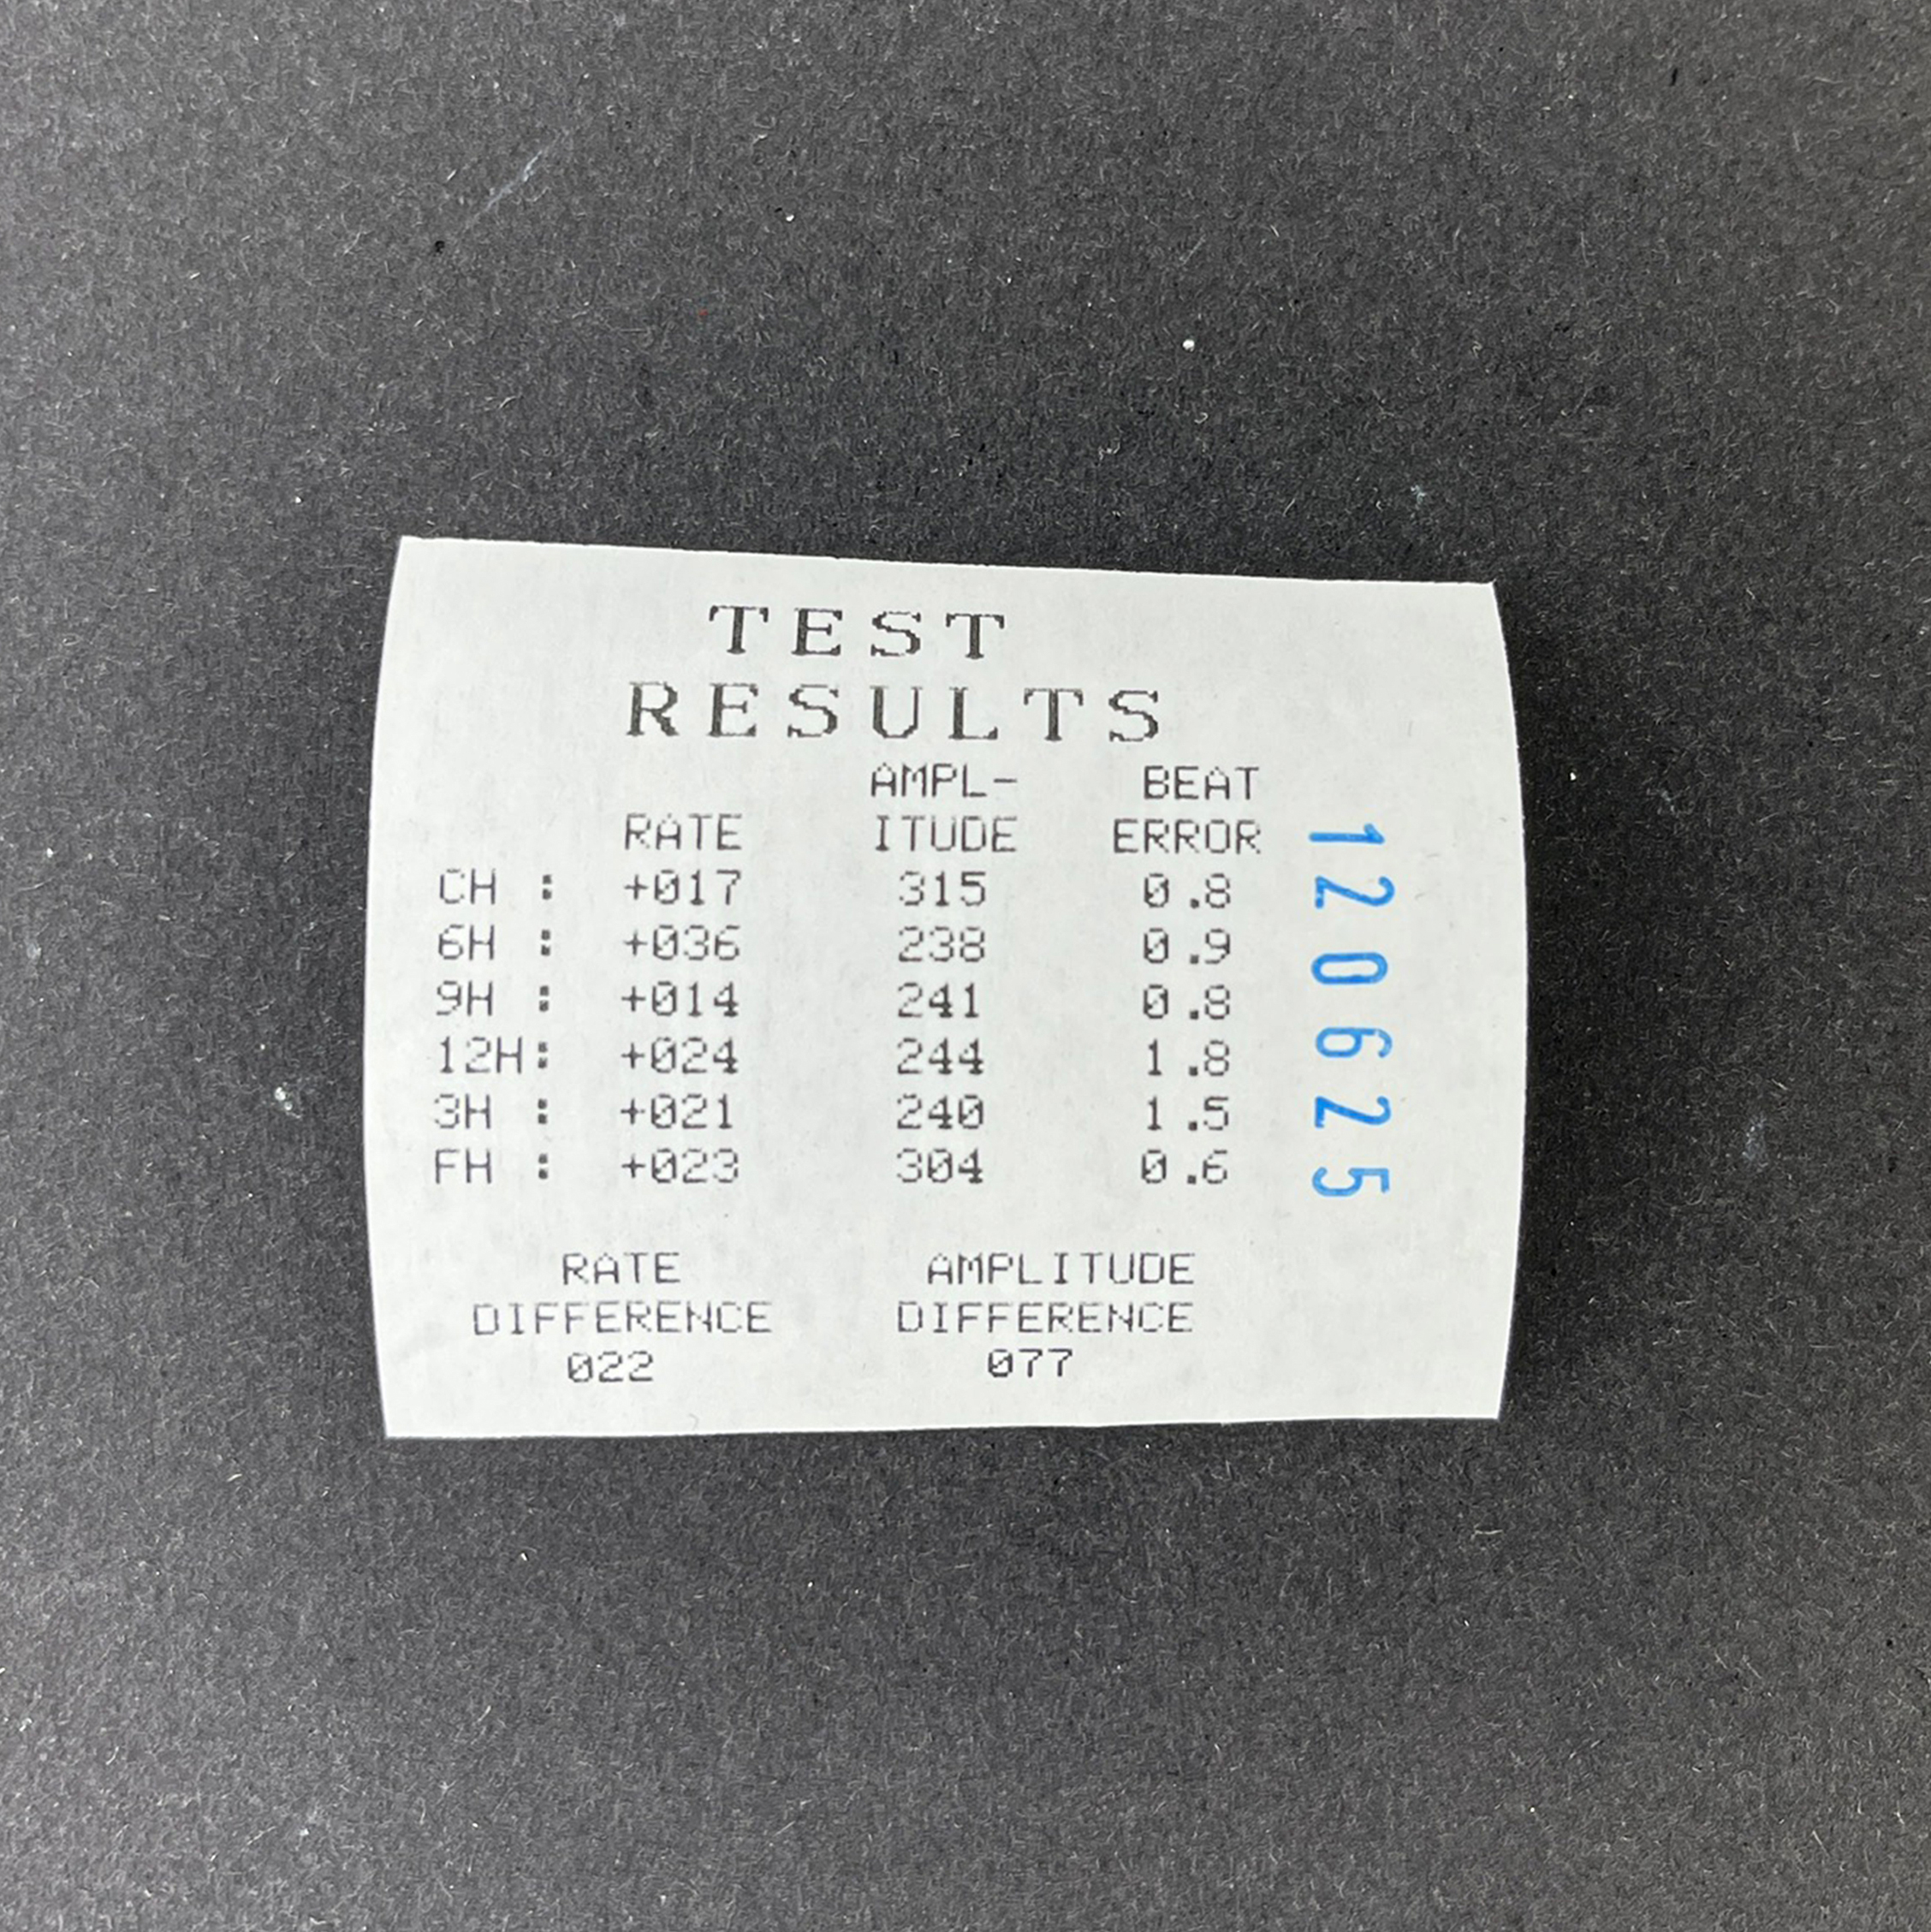 TEST
RESULTS
AMPL- BEAT
RATE ITUDE ERROR
CH : +017 315 0.8
6H : +036 238 0.9
9H : +014 241 0.8
12H: +024 244 1.8
3H : +021 240 1.5
FH : +023 304 0.6
RATE AMPLITUDE
DIFFERENCE DIFFERENCE
022 077
120625